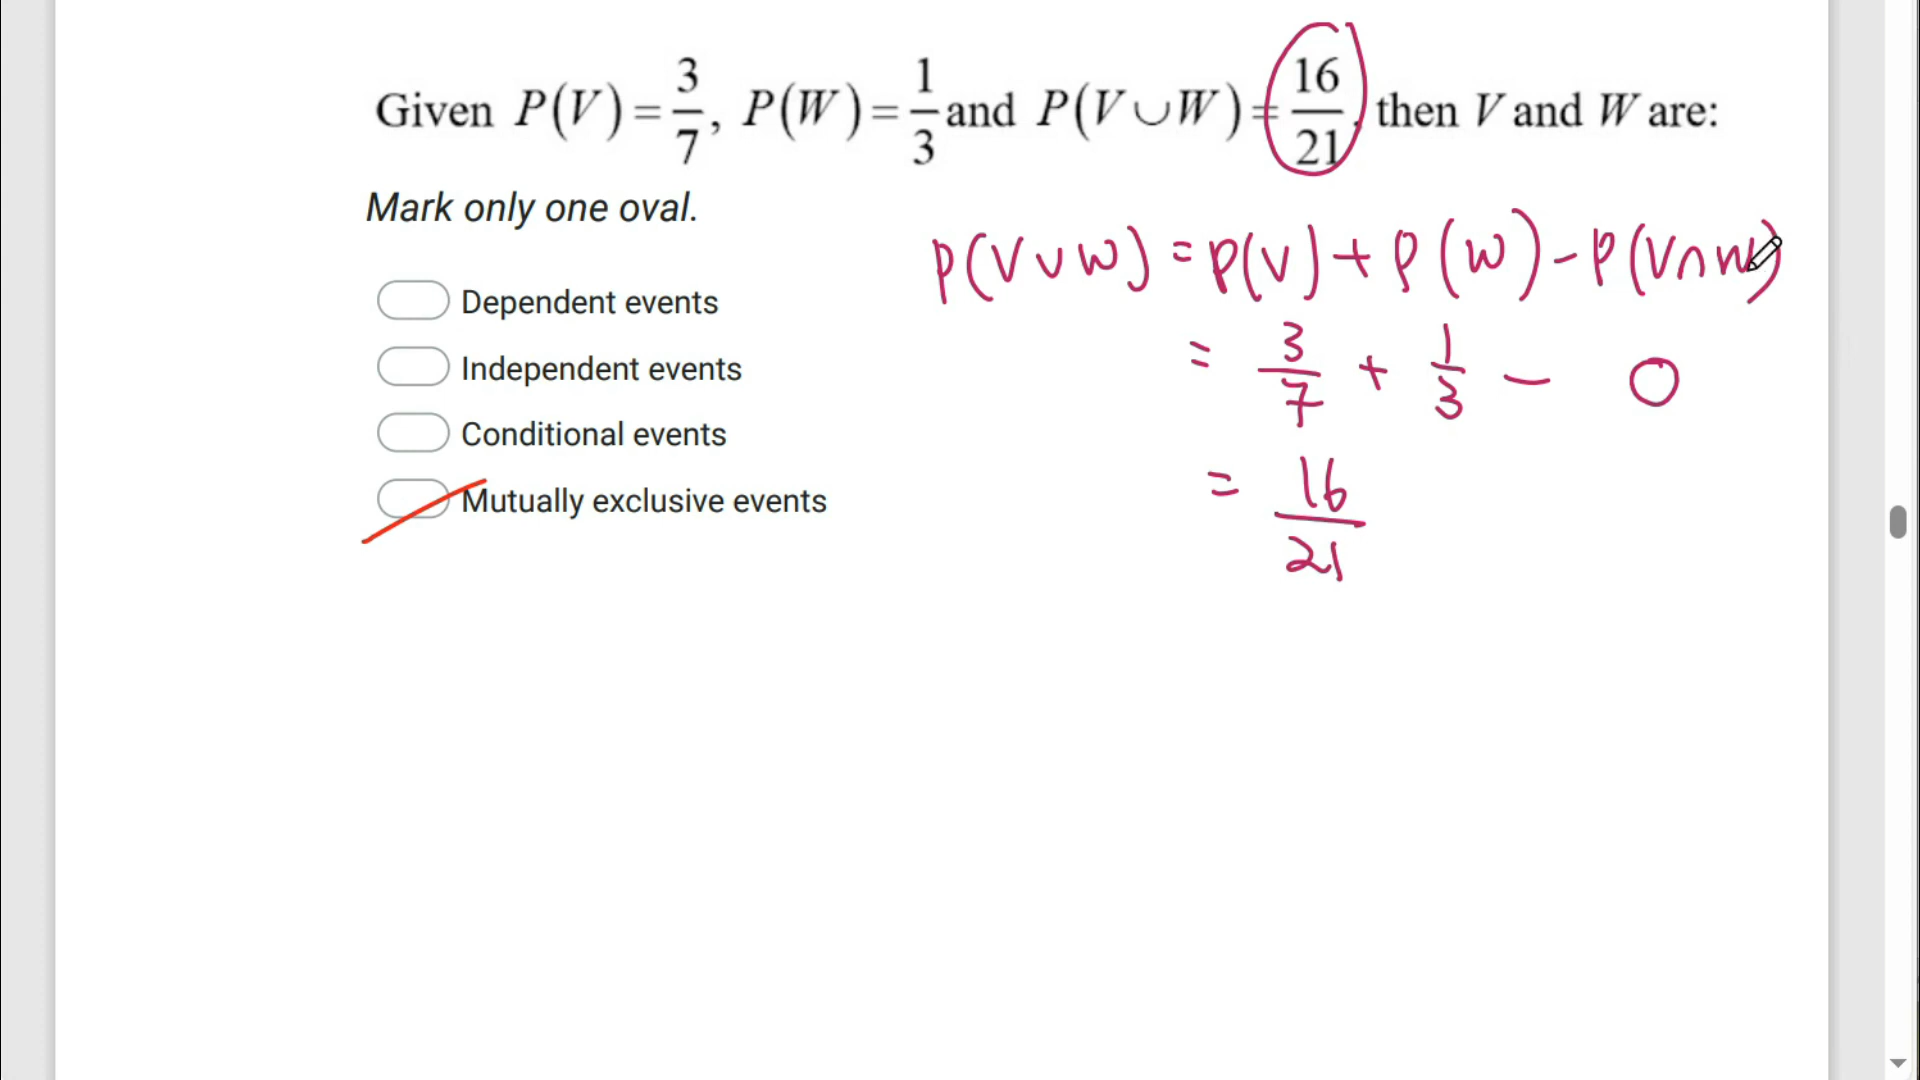 Given P(V) = 3/7, P(W) = 1/3 and P(V ∪ W) = 16/21, then V and W are:
Mark only one oval.
P(V ∪ W) = P(V) + P(W) - P(V ∩ W)
Dependent events
= 3/7 + 1/3 - 0
Independent events
Conditional events
= 16/21
Mutually exclusive events